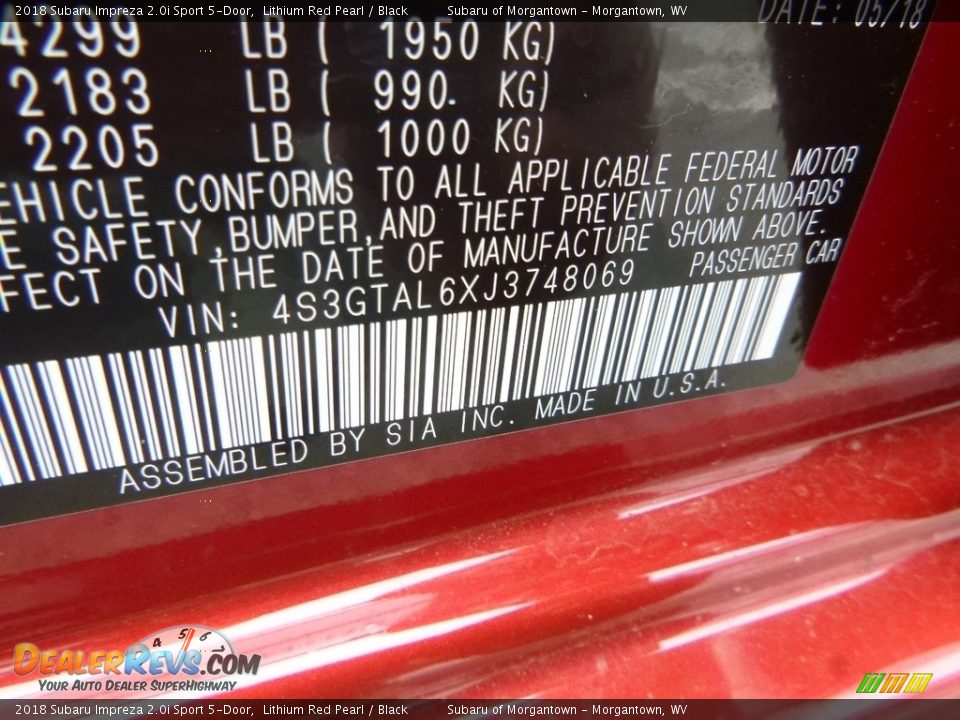 2018 Subaru Impreza 2.0i Sport 5-Door,  Lithium Red Pearl / Black        Subaru of Morgantown - Morgantown, WV
DATE: 05/18
4299 LB ( 1950 KG)
2183 LB ( 990 KG)
2205 LB ( 1000 KG)
EHICLE CONFORMS TO ALL APPLICABLE FEDERAL MOTOR
E SAFETY,BUMPER,AND THEFT PREVENTION STANDARDS
FFECT ON THE DATE OF MANUFACTURE SHOWN ABOVE.
VIN: 4S3GTAL6XJ3748069 PASSENGER CAR
ASSEMBLED BY SIA INC. MADE IN U.S.A.
4 5 6
DEALERREVS.COM
YOUR AUTO DEALER SUPERHIGHWAY
2018 Subaru Impreza 2.0i Sport 5-Door,  Lithium Red Pearl / Black        Subaru of Morgantown - Morgantown, WV